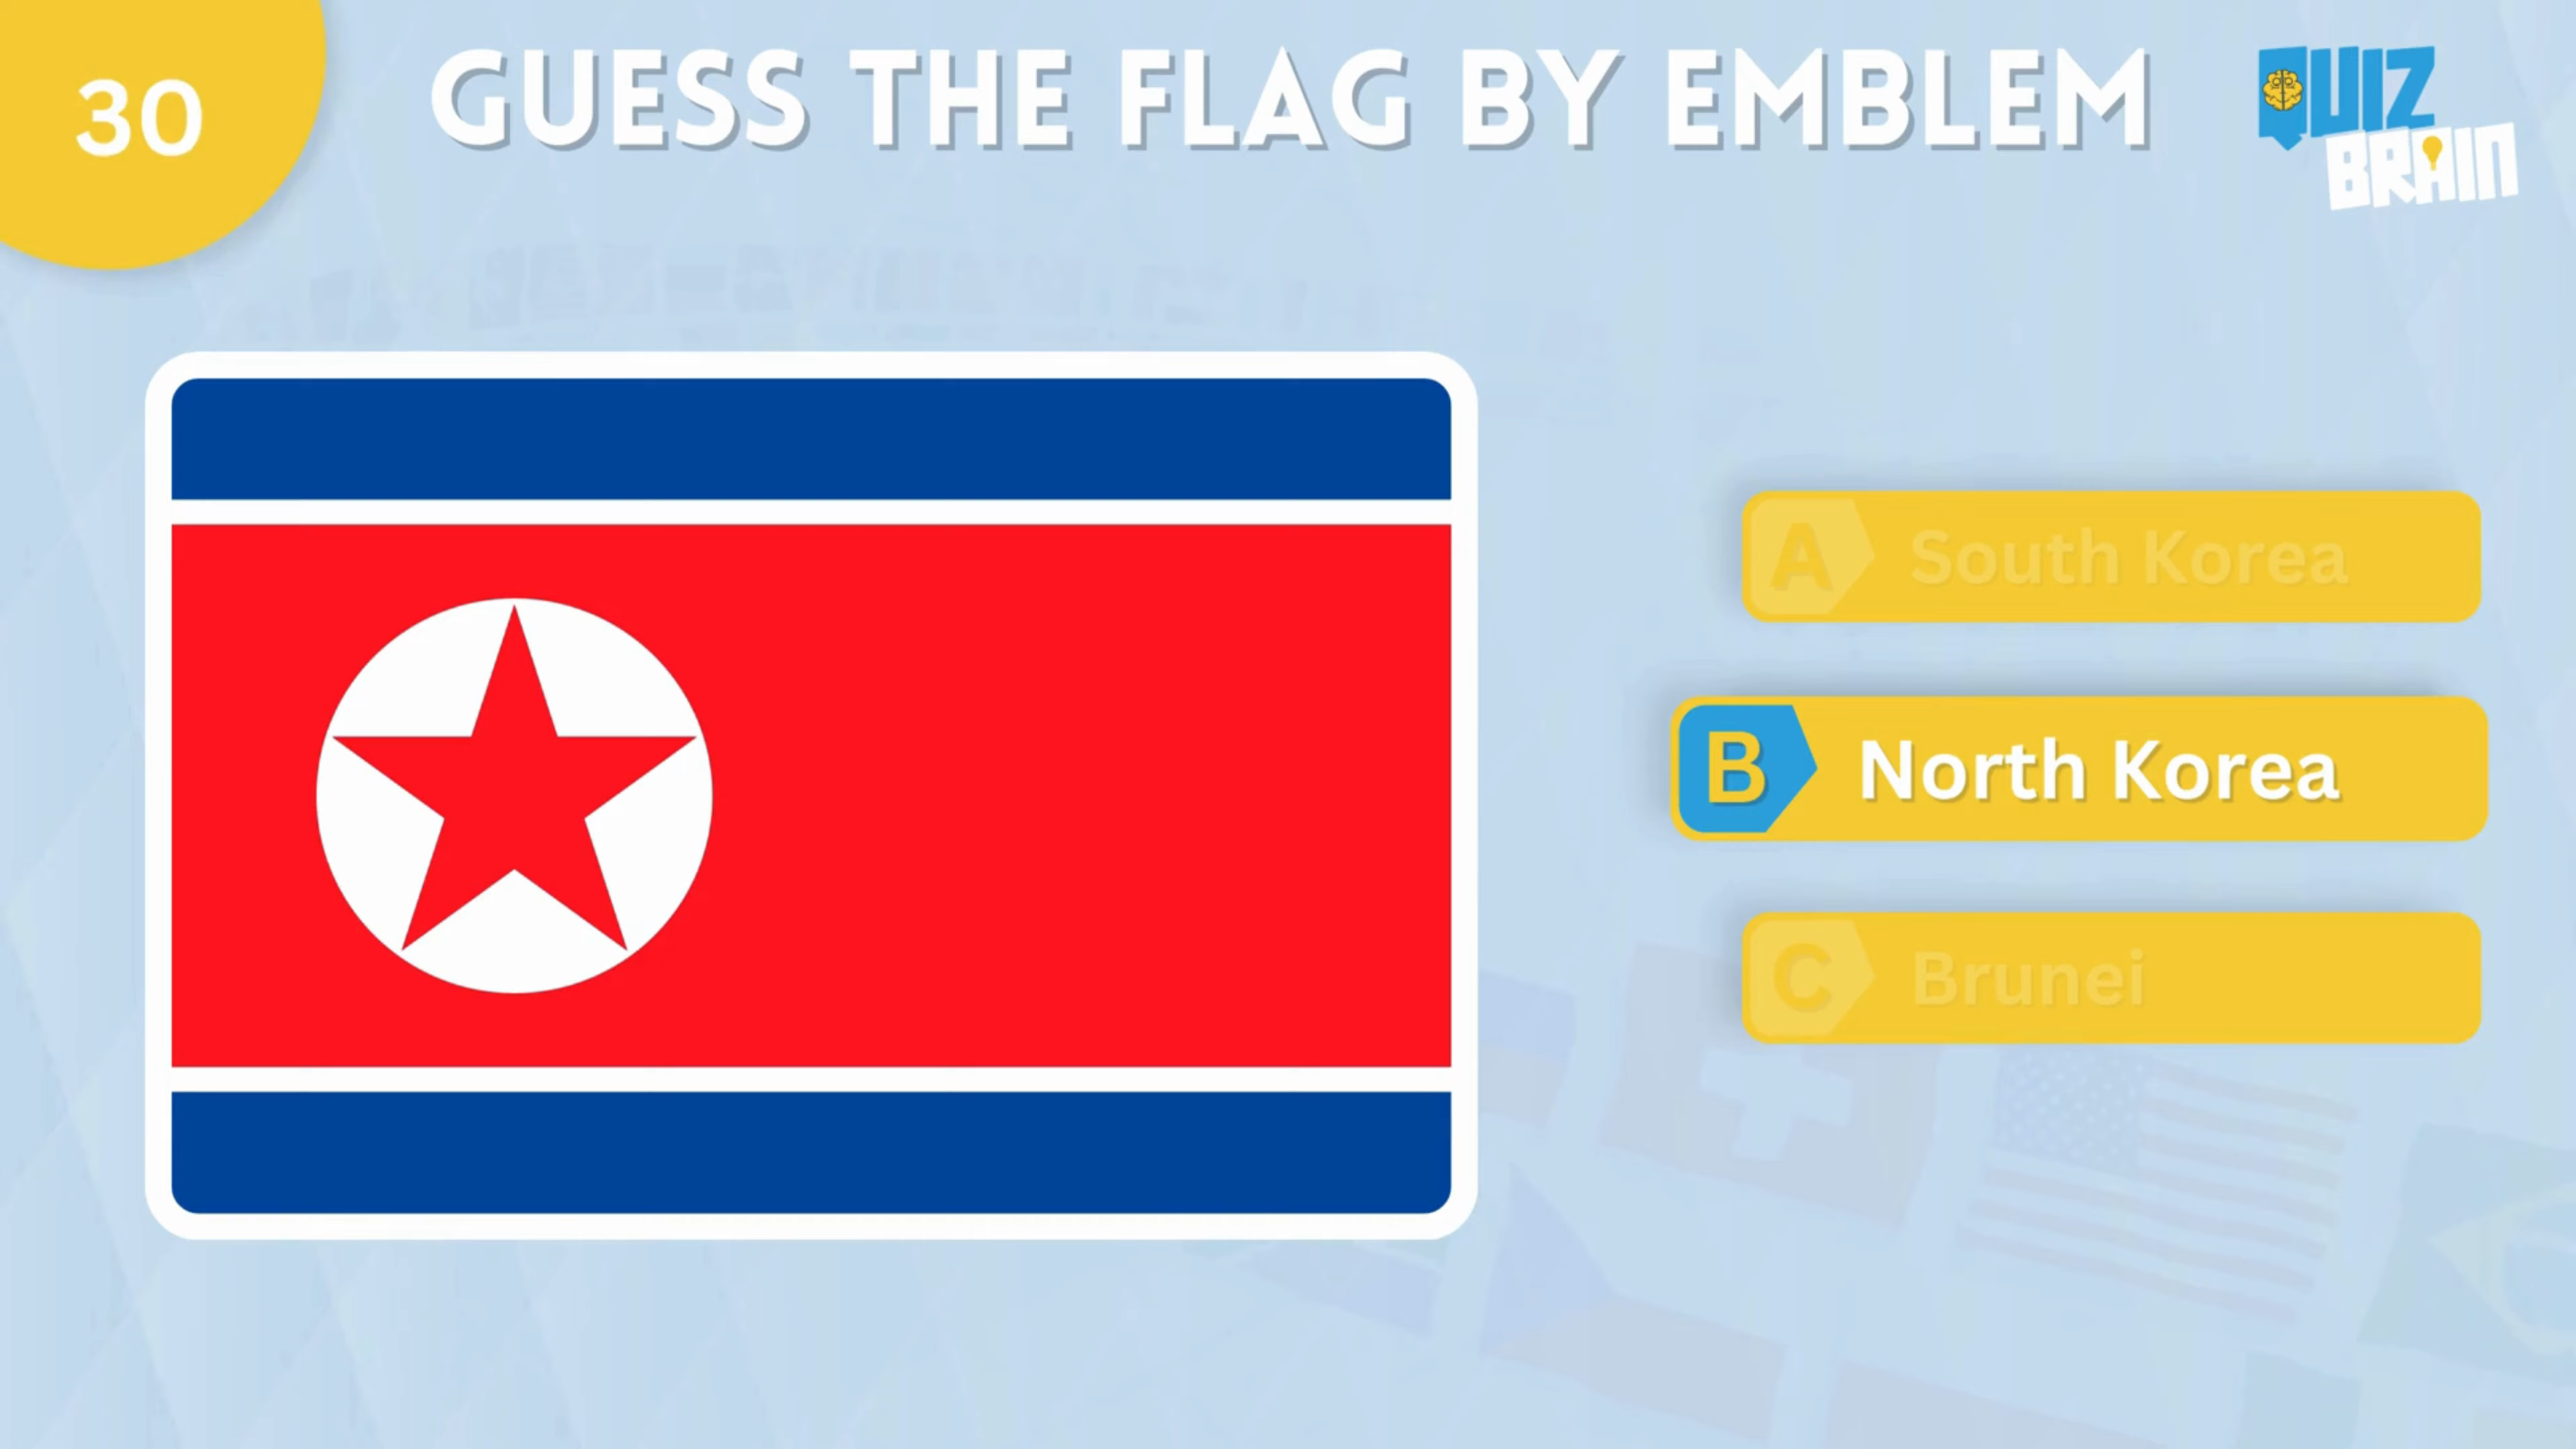 30
GUESS THE FLAG BY EMBLEM
QUIZ
BRAIN
A South Korea
B North Korea
C Brunei